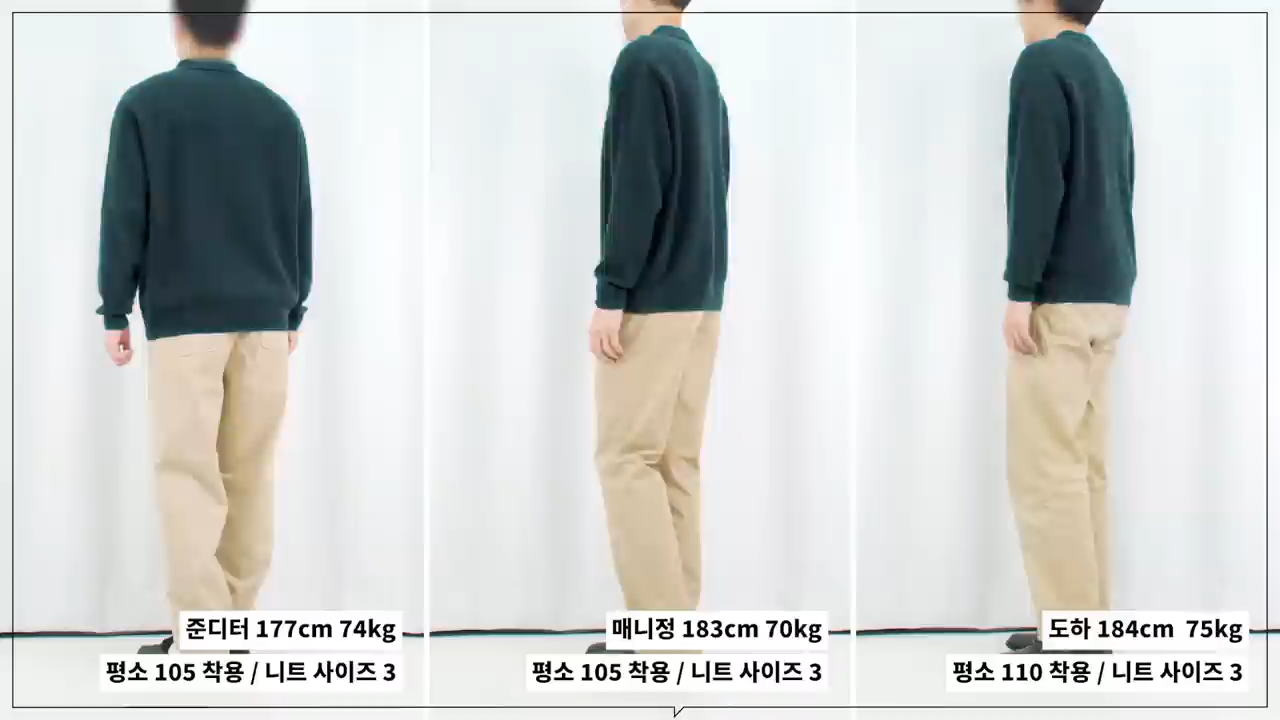 준디터 177cm 74kg
평소 105 착용 / 니트 사이즈 3
매니정 183cm 70kg
평소 105 착용 / 니트 사이즈 3
도하 184cm 75kg
평소 110 착용 / 니트 사이즈 3